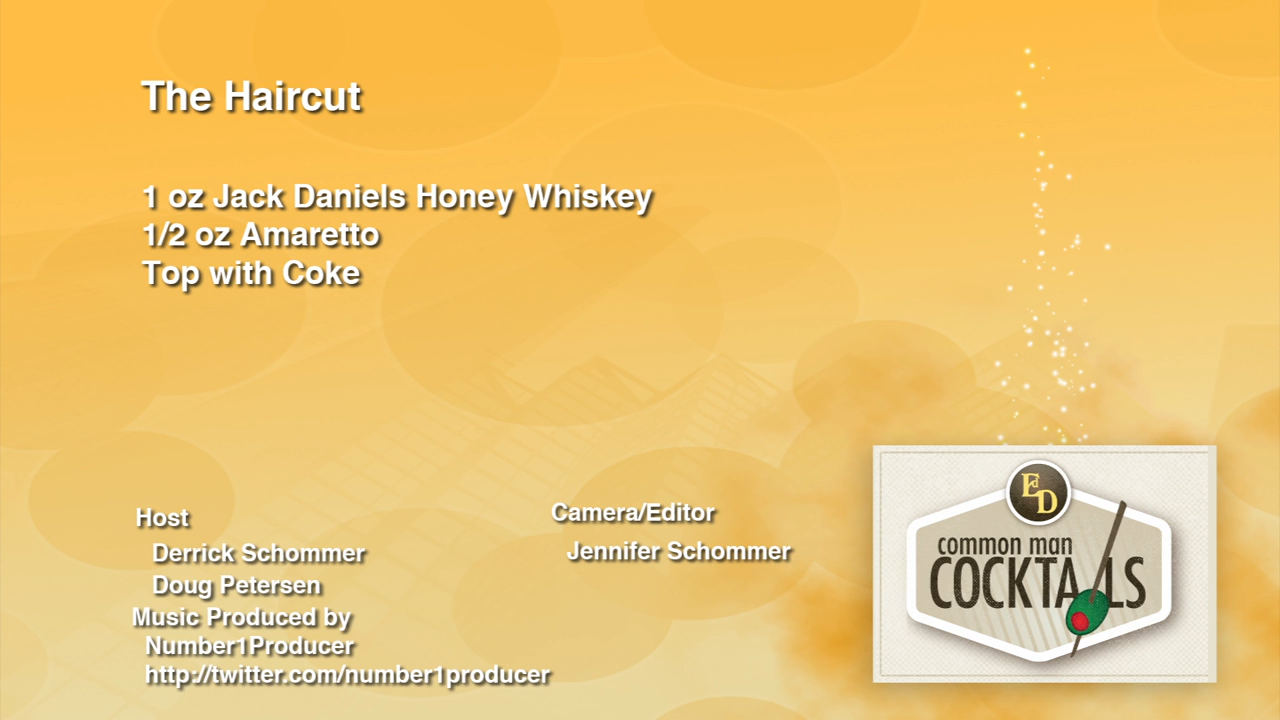 The Haircut
1 oz Jack Daniels Honey Whiskey
1/2 oz Amaretto
Top with Coke
Host
Derrick Schommer
Doug Petersen
Music Produced by
Number1Producer
http://twitter.com/number1producer
Camera/Editor
Jennifer Schommer
EdD
common man
COCKTAILS